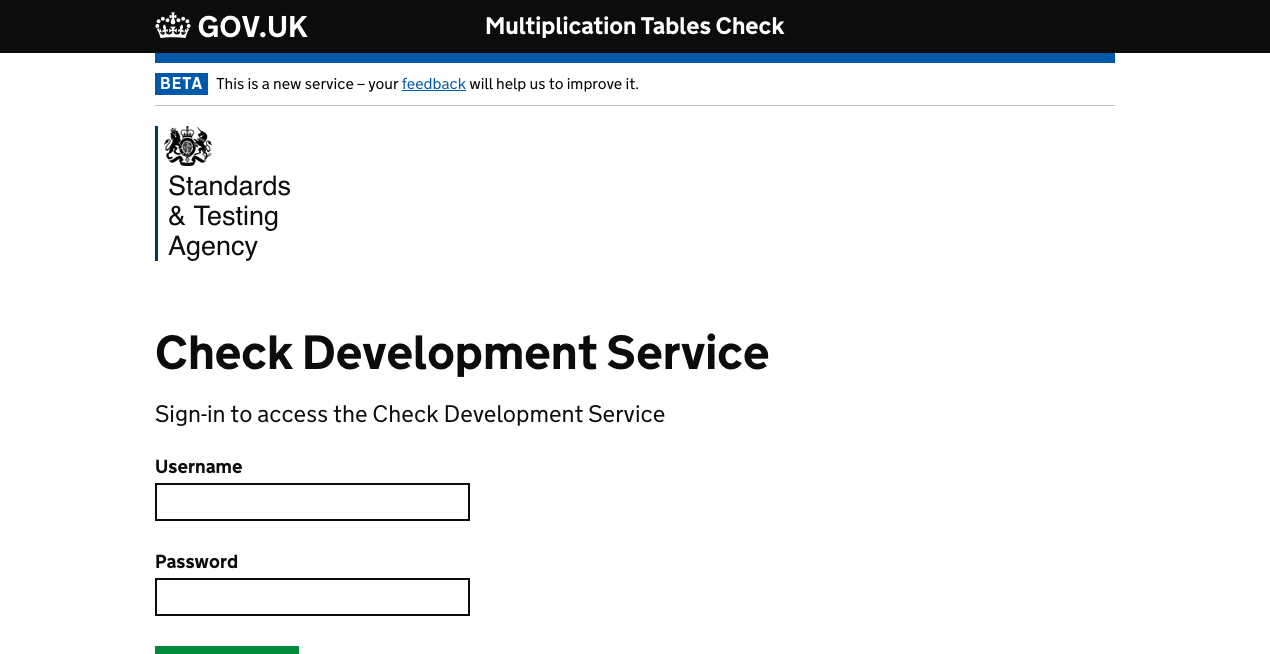 GOV.UK Multiplication Tables Check
BETA This is a new service – your feedback will help us to improve it.
Standards
& Testing
Agency
Check Development Service
Sign-in to access the Check Development Service
Username
Password